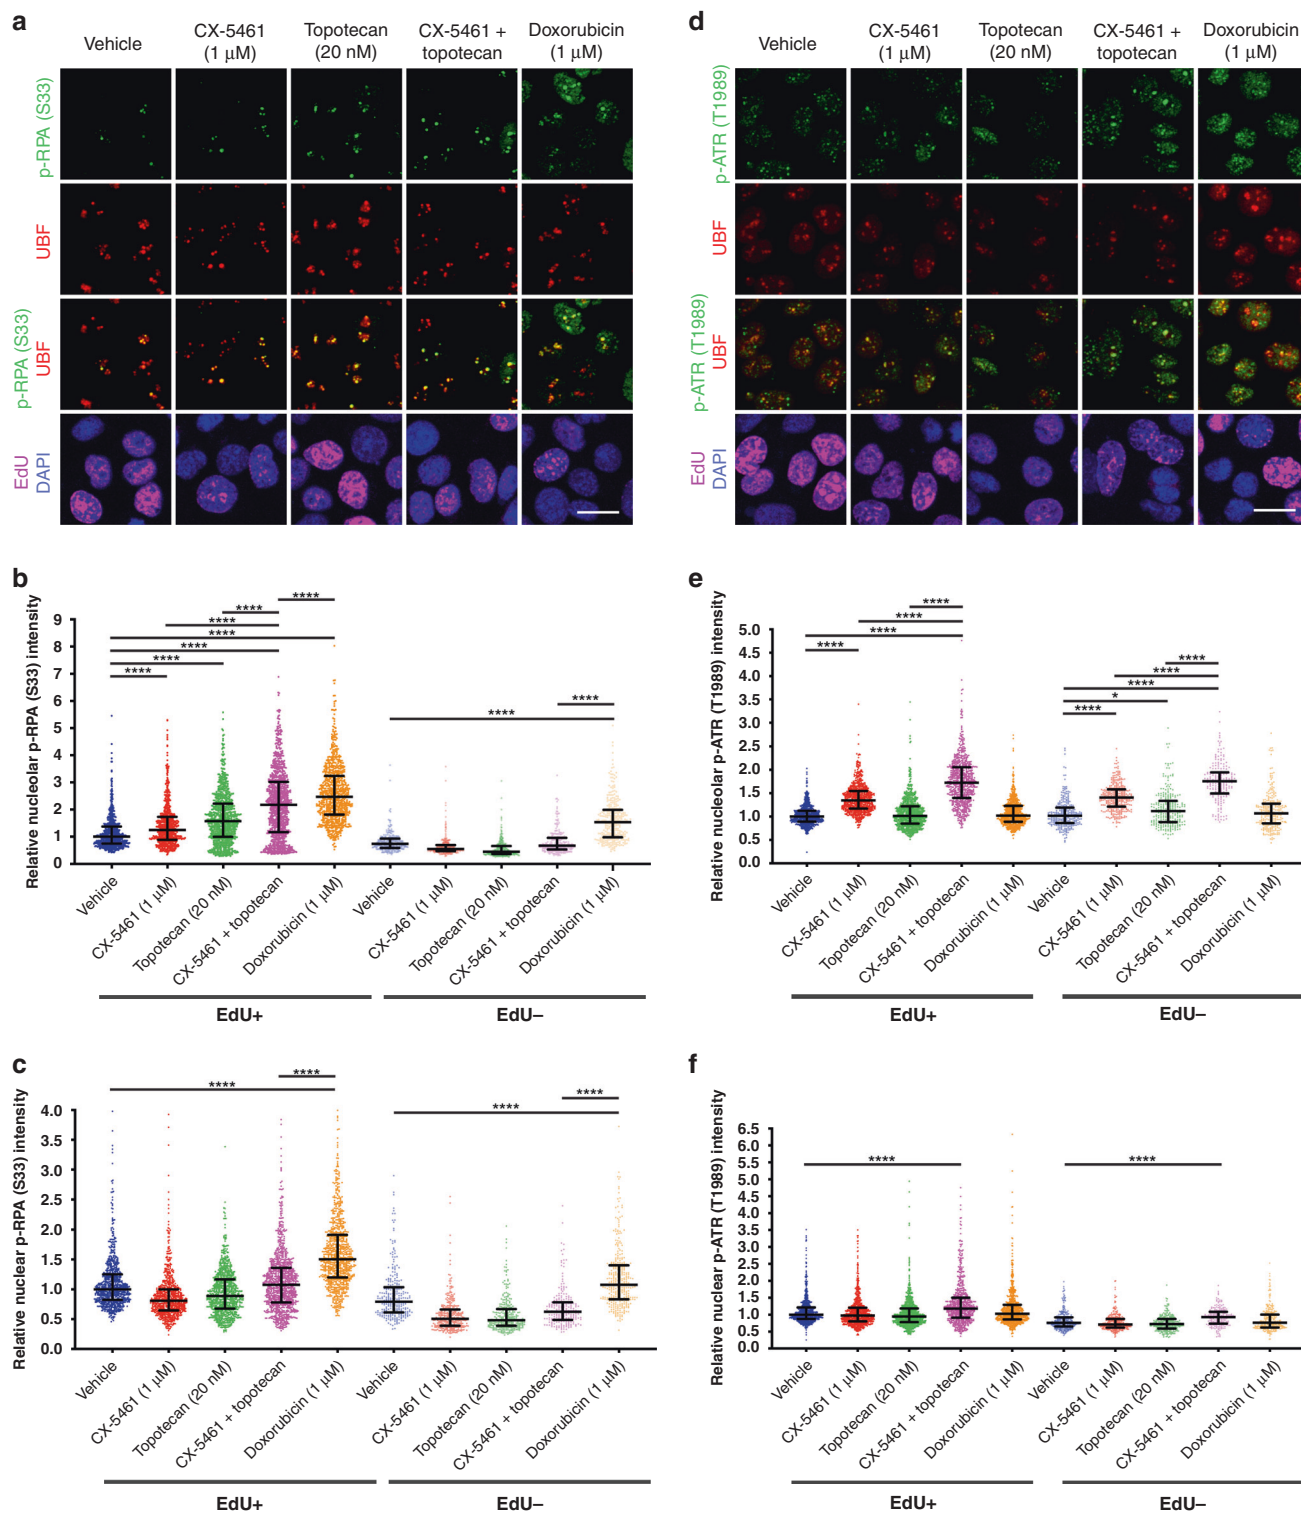 a
Vehicle
CX-5461
(1 μM)
Topotecan
(20 nM)
CX-5461 +
topotecan
Doxorubicin
(1 μM)
p-RPA (S33)
UBF
p-RPA (S33)
UBF
EdU
DAPI
b
Relative nucleolar p-RPA (S33) intensity
9
8
7
6
5
4
3
2
1
0
****
****
****
****
****
****
****
****
****
Vehicle
CX-5461 (1 μM)
Topotecan (20 nM)
CX-5461 + topotecan
Doxorubicin (1 μM)
Vehicle
CX-5461 (1 μM)
Topotecan (20 nM)
CX-5461 + topotecan
Doxorubicin (1 μM)
EdU+
EdU–
c
Relative nuclear p-RPA (S33) intensity
4.0
3.5
3.0
2.5
2.0
1.5
1.0
0.5
0.0
****
****
****
****
Vehicle
CX-5461 (1 μM)
Topotecan (20 nM)
CX-5461 + topotecan
Doxorubicin (1 μM)
Vehicle
CX-5461 (1 μM)
Topotecan (20 nM)
CX-5461 + topotecan
Doxorubicin (1 μM)
EdU+
EdU–
d
Vehicle
CX-5461
(1 μM)
Topotecan
(20 nM)
CX-5461 +
topotecan
Doxorubicin
(1 μM)
p-ATR (T1989)
UBF
p-ATR (T1989)
UBF
EdU
DAPI
e
Relative nucleolar p-ATR (T1989) intensity
5.0
4.5
4.0
3.5
3.0
2.5
2.0
1.5
1.0
0.5
0.0
****
****
****
****
****
****
****
*
****
Vehicle
CX-5461 (1 μM)
Topotecan (20 nM)
CX-5461 + topotecan
Doxorubicin (1 μM)
Vehicle
CX-5461 (1 μM)
Topotecan (20 nM)
CX-5461 + topotecan
Doxorubicin (1 μM)
EdU+
EdU–
f
Relative nuclear p-ATR (T1989) intensity
6.5
6.0
5.5
5.0
4.5
4.0
3.5
3.0
2.5
2.0
1.5
1.0
0.5
0.0
****
****
Vehicle
CX-5461 (1 μM)
Topotecan (20 nM)
CX-5461 + topotecan
Doxorubicin (1 μM)
Vehicle
CX-5461 (1 μM)
Topotecan (20 nM)
CX-5461 + topotecan
Doxorubicin (1 μM)
EdU+
EdU–